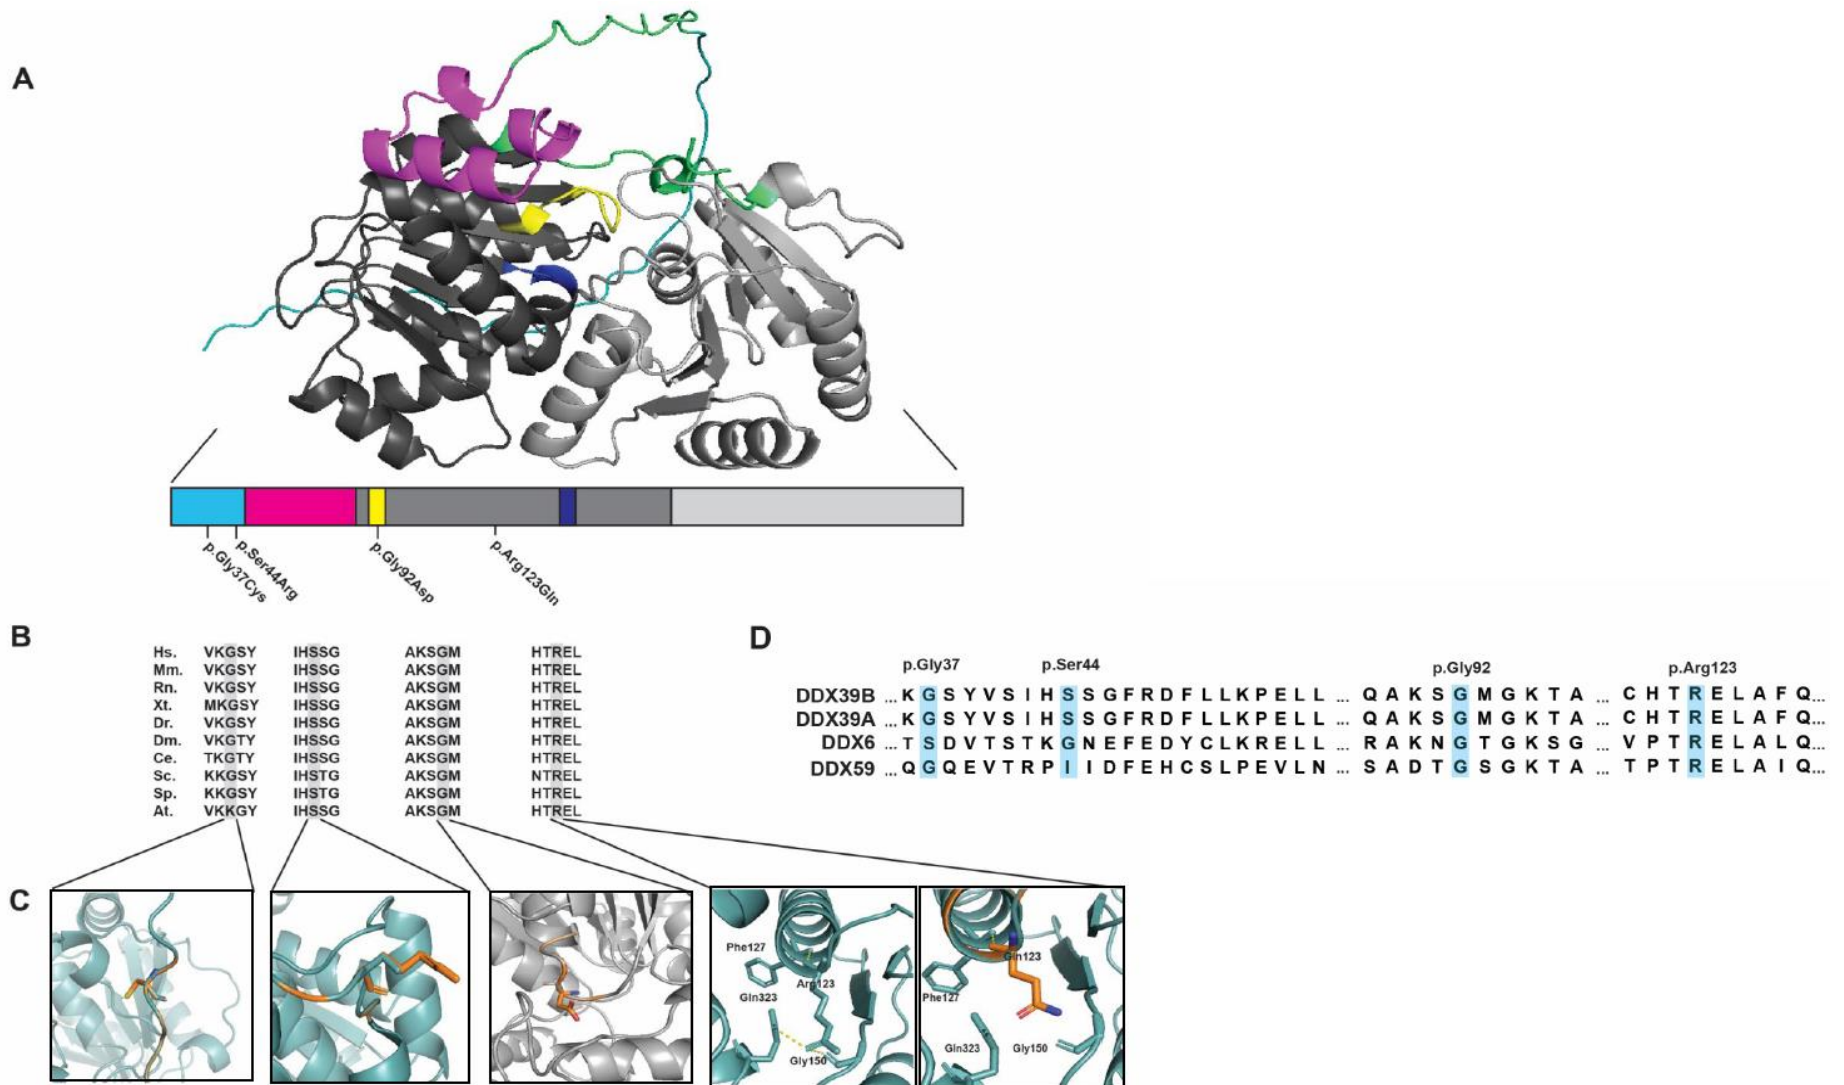 A
p.Gly37Cys
p.Ser44Arg
p.Gly92Asp
p.Arg123Gln
B
Hs. VKGSY IHSSG AKSGM HTREL
Mm. VKGSY IHSSG AKSGM HTREL
Rn. VKGSY IHSSG AKSGM HTREL
Xt. MKGSY IHSSG AKSGM HTREL
Dr. VKGSY IHSSG AKSGM HTREL
Dm. VKGTY IHSSG AKSGM HTREL
Ce. TKGTY IHSSG AKSGM HTREL
Sc. KKGSY IHSTG AKSGM NTREL
Sp. KKGSY IHSTG AKSGM HTREL
At. VKKGY IHSSG AKSGM HTREL
D
p.Gly37 p.Ser44 p.Gly92 p.Arg123
DDX39B ... K G S Y V S I H S S G F R D F L L K P E L L ... Q A K S G M G K T A ... C H T R E L A F Q...
DDX39A ... K G S Y V S I H S S G F R D F L L K P E L L ... Q A K S G M G K T A ... C H T R E L A F Q...
DDX6 ... T S D V T S T K G N E F E D Y C L K R E L L ... R A K N G T G K S G ... V P T R E L A L Q...
DDX59 ... Q G Q E V T R P I I D F E H C S L P E V L N ... S A D T G S G K T A ... T P T R E L A I Q...
C
Phe127
Arg123
Gln323
Gly150
Gln123
Phe127
Gln323
Gly150